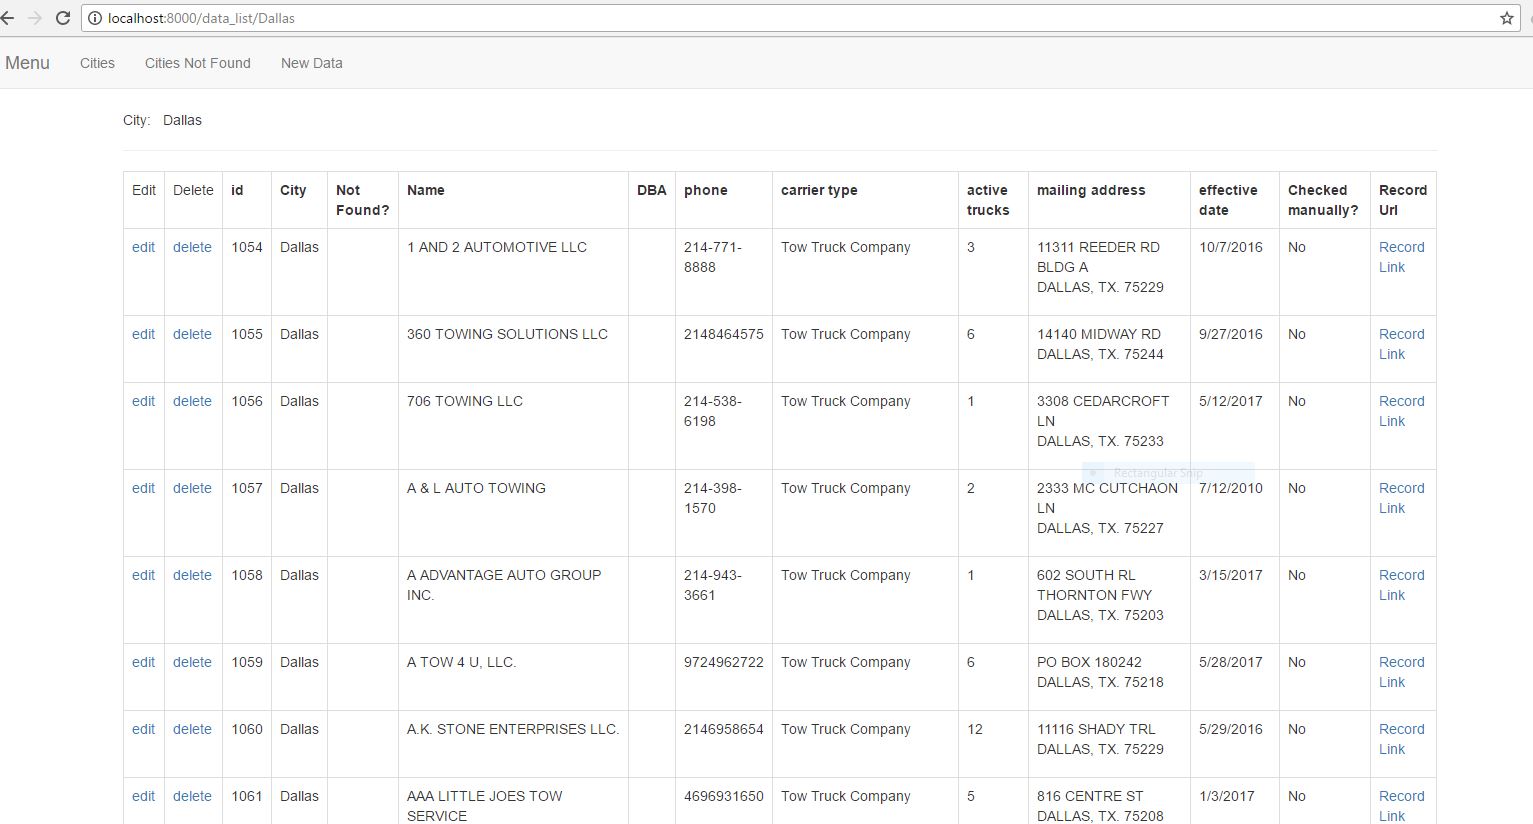 localhost:8000/data_list/Dallas
Menu Cities Cities Not Found New Data
City: Dallas
Edit Delete id City Not Found? Name DBA phone carrier type active trucks mailing address effective date Checked manually? Record Url
edit delete 1054 Dallas 1 AND 2 AUTOMOTIVE LLC 214-771-8888 Tow Truck Company 3 11311 REEDER RD BLDG A DALLAS, TX. 75229 10/7/2016 No Record Link
edit delete 1055 Dallas 360 TOWING SOLUTIONS LLC 2148464575 Tow Truck Company 6 14140 MIDWAY RD DALLAS, TX. 75244 9/27/2016 No Record Link
edit delete 1056 Dallas 706 TOWING LLC 214-538-6198 Tow Truck Company 1 3308 CEDARCROFT LN DALLAS, TX. 75233 5/12/2017 No Record Link
Rectangular Snip
edit delete 1057 Dallas A & L AUTO TOWING 214-398-1570 Tow Truck Company 2 2333 MC CUTCHAON LN DALLAS, TX. 75227 7/12/2010 No Record Link
edit delete 1058 Dallas A ADVANTAGE AUTO GROUP INC. 214-943-3661 Tow Truck Company 1 602 SOUTH RL THORNTON FWY DALLAS, TX. 75203 3/15/2017 No Record Link
edit delete 1059 Dallas A TOW 4 U, LLC. 9724962722 Tow Truck Company 6 PO BOX 180242 DALLAS, TX. 75218 5/28/2017 No Record Link
edit delete 1060 Dallas A.K. STONE ENTERPRISES LLC. 2146958654 Tow Truck Company 12 11116 SHADY TRL DALLAS, TX. 75229 5/29/2016 No Record Link
edit delete 1061 Dallas AAA LITTLE JOES TOW SERVICE 4696931650 Tow Truck Company 5 816 CENTRE ST DALLAS, TX. 75208 1/3/2017 No Record Link